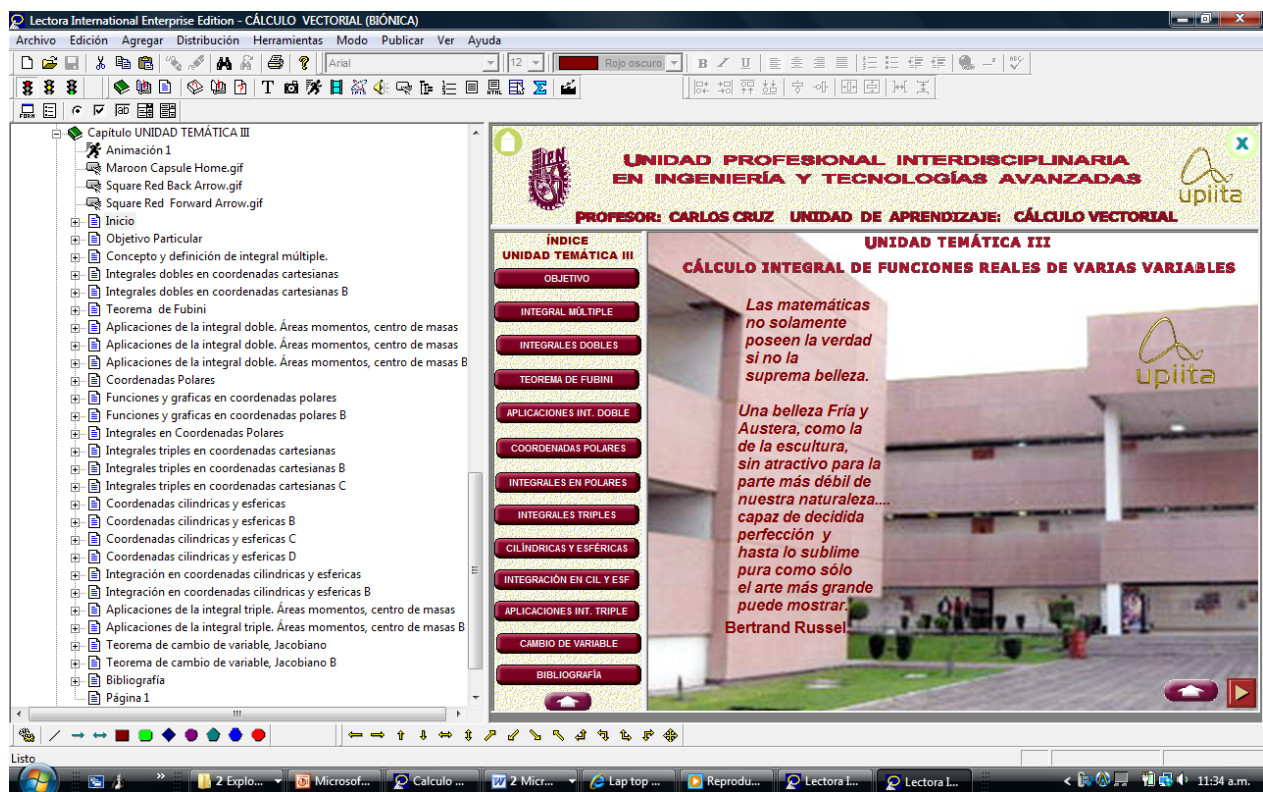 Lectora International Enterprise Edition - CÁLCULO VECTORIAL (BIÓNICA)
Archivo Edición Agregar Distribución Herramientas Modo Publicar Ver Ayuda
Arial 12 Rojo oscuro B I U
Capítulo UNIDAD TEMÁTICA III
Animación 1
Maroon Capsule Home.gif
Square Red Back Arrow.gif
Square Red Forward Arrow.gif
Inicio
Objetivo Particular
Concepto y definición de integral múltiple.
Integrales dobles en coordenadas cartesianas
Integrales dobles en coordenadas cartesianas B
Teorema de Fubini
Aplicaciones de la integral doble. Áreas momentos, centro de masas
Aplicaciones de la integral doble. Áreas momentos, centro de masas
Aplicaciones de la integral doble. Áreas momentos, centro de masas B
Coordenadas Polares
Funciones y graficas en coordenadas polares
Funciones y graficas en coordenadas polares B
Integrales en Coordenadas Polares
Integrales triples en coordenadas cartesianas
Integrales triples en coordenadas cartesianas B
Integrales triples en coordenadas cartesianas C
Coordenadas cilindricas y esfericas
Coordenadas cilindricas y esfericas B
Coordenadas cilindricas y esfericas C
Coordenadas cilindricas y esfericas D
Integración en coordenadas cilindricas y esfericas
Integración en coordenadas cilindricas y esfericas B
Aplicaciones de la integral triple. Áreas momentos, centro de masas
Aplicaciones de la integral triple. Áreas momentos, centro de masas B
Teorema de cambio de variable, Jacobiano
Teorema de cambio de variable, Jacobiano B
Bibliografía
Página 1
UNIDAD PROFESIONAL INTERDISCIPLINARIA
EN INGENIERÍA Y TECNOLOGÍAS AVANZADAS
PROFESOR: CARLOS CRUZ UNIDAD DE APRENDIZAJE: CÁLCULO VECTORIAL
upiita
ÍNDICE
UNIDAD TEMÁTICA III
OBJETIVO
INTEGRAL MÚLTIPLE
INTEGRALES DOBLES
TEOREMA DE FUBINI
APLICACIONES INT. DOBLE
COORDENADAS POLARES
INTEGRALES EN POLARES
INTEGRALES TRIPLES
CILÍNDRICAS Y ESFÉRICAS
INTEGRACIÓN EN CIL Y ESF
APLICACIONES INT. TRIPLE
CAMBIO DE VARIABLE
BIBLIOGRAFÍA
UNIDAD TEMÁTICA III
CÁLCULO INTEGRAL DE FUNCIONES REALES DE VARIAS VARIABLES
Las matemáticas
no solamente
poseen la verdad
si no la
suprema belleza.
Una belleza Fría y
Austera, como la
de la escultura,
sin atractivo para la
parte más débil de
nuestra naturaleza....
capaz de decidida
perfección y
hasta lo sublime
pura como sólo
el arte más grande
puede mostrar.
Bertrand Russel.
upiita
Listo
2 Explo... Microsof... Calculo ... 2 Micr... Lap top ... Reprodu... Lectora I... Lectora I... 11:34 a.m.